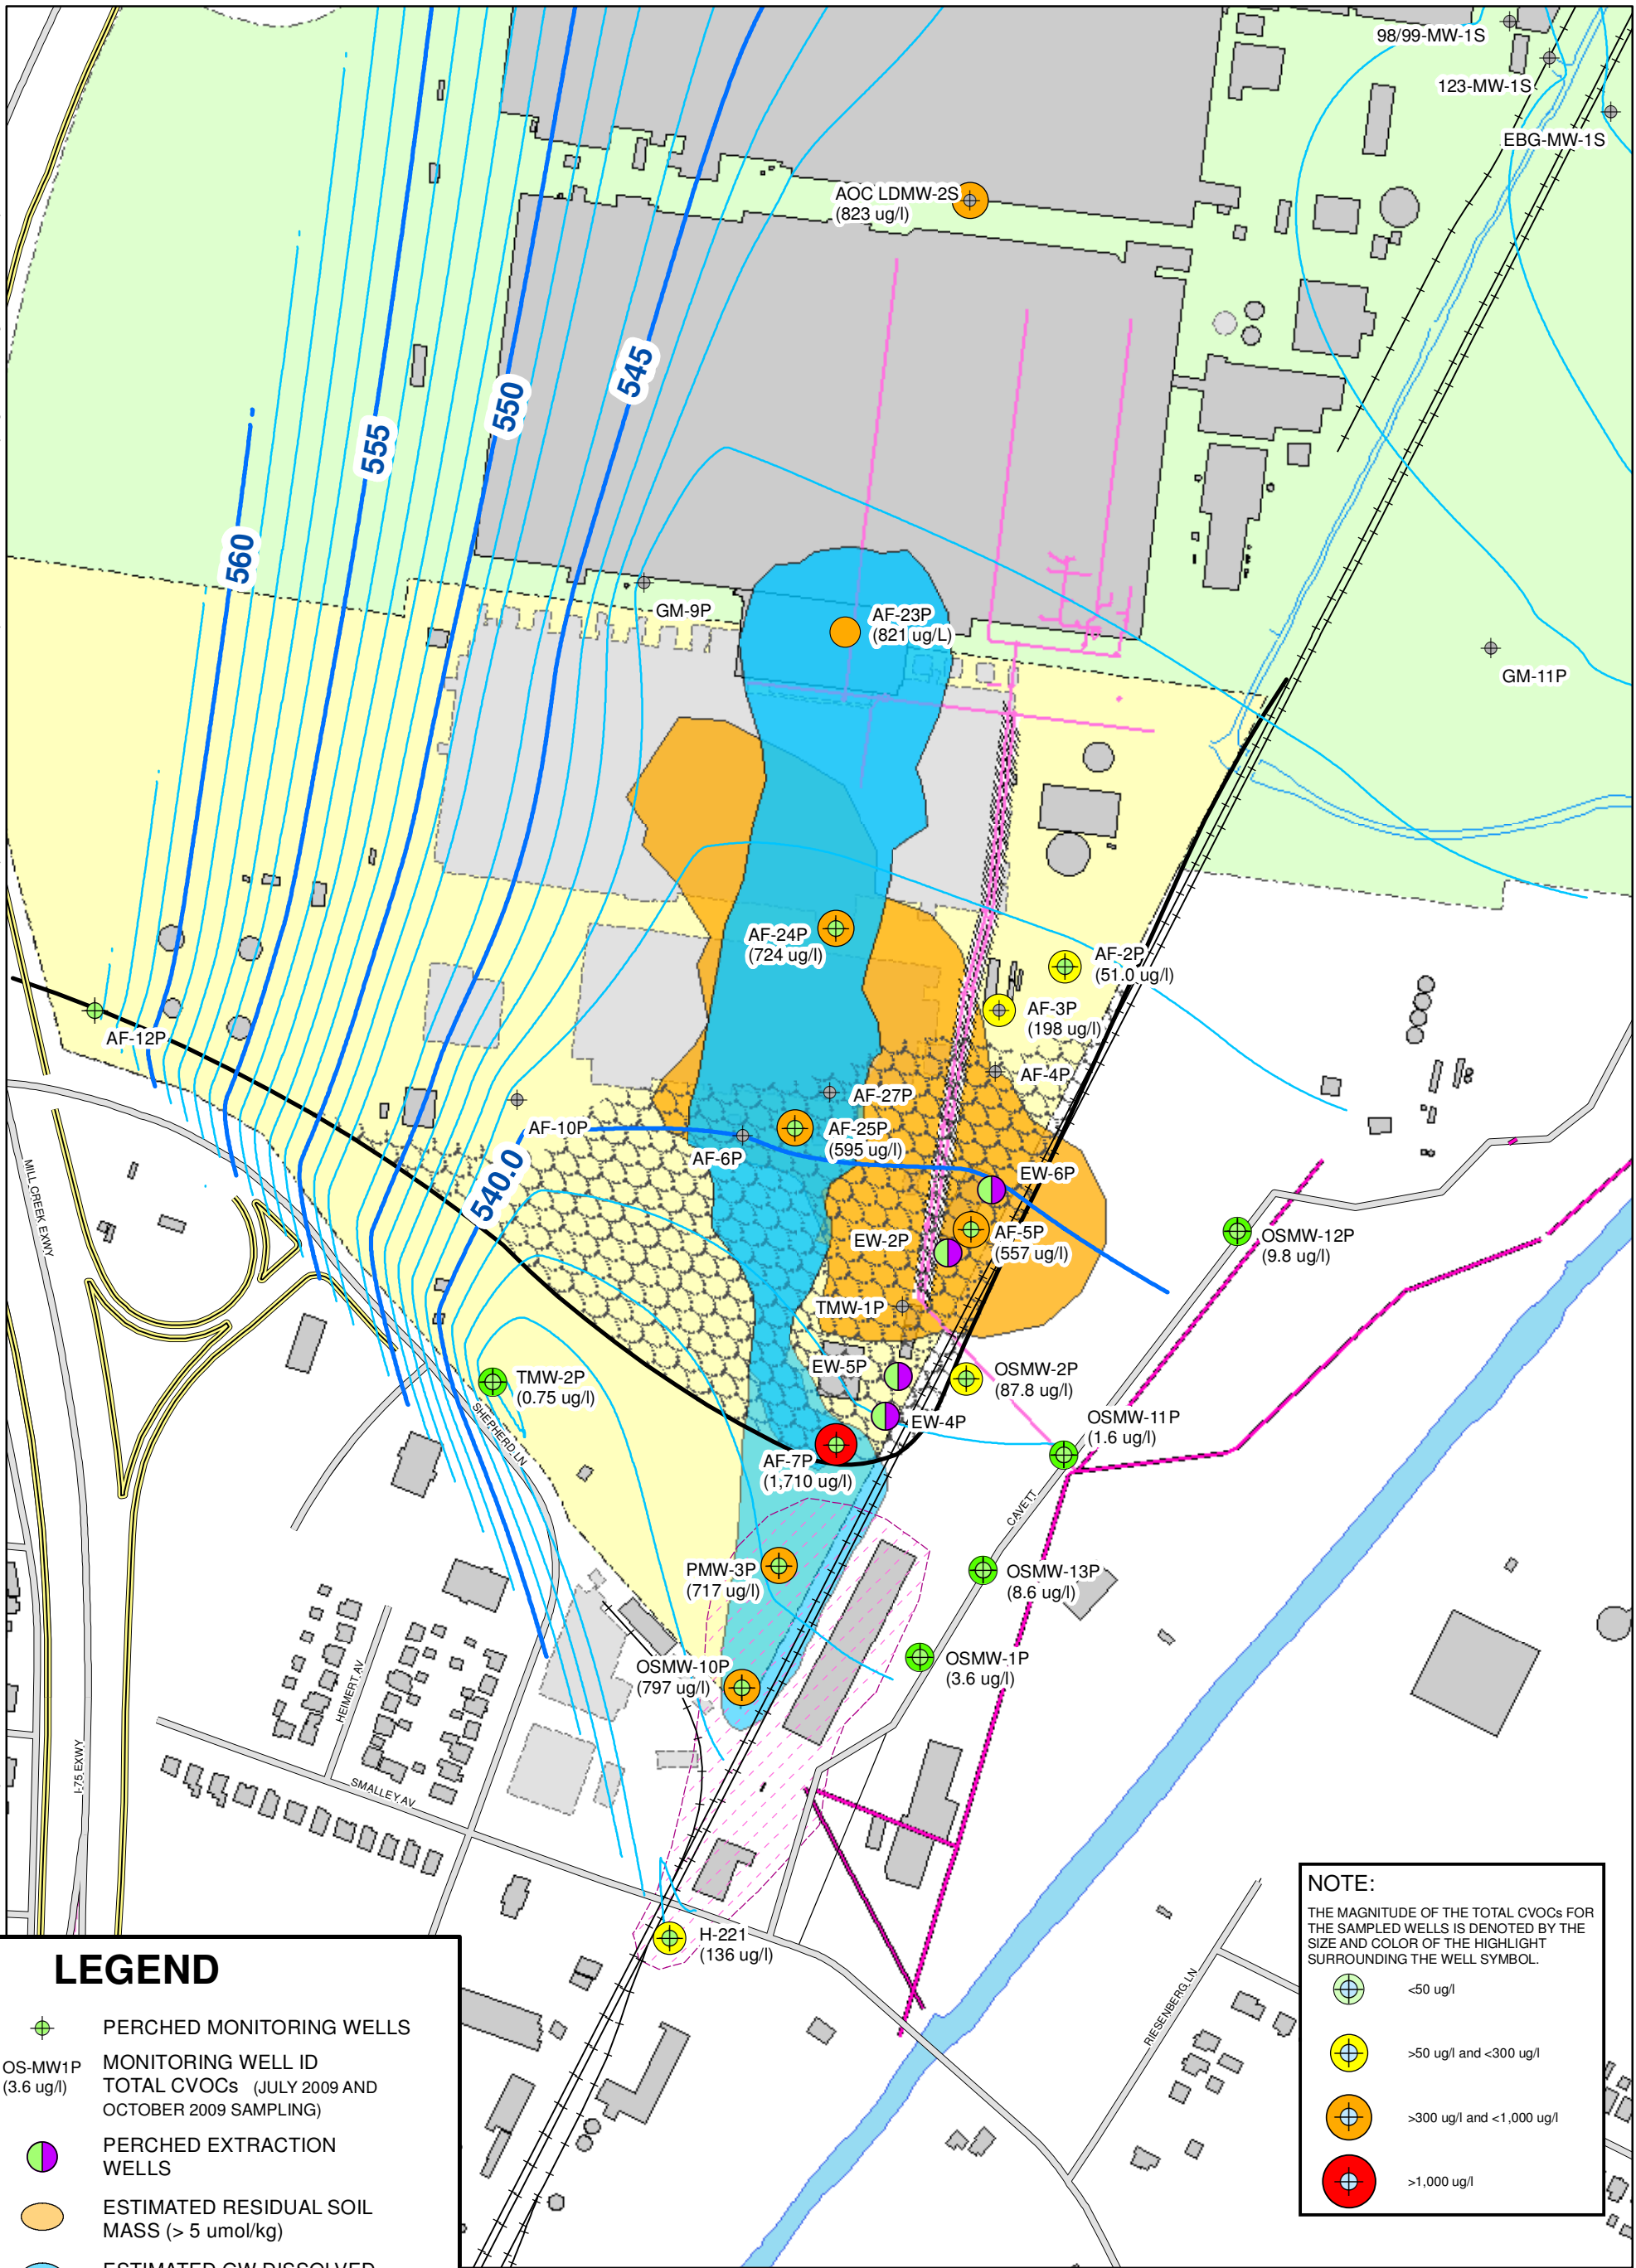 98/99-MW-1S
123-MW-1S
EBG-MW-1S
AOC LDMW-2S
(823 ug/l)
545
550
555
560
GM-9P
AF-23P
(821 ug/L)
GM-11P
AF-24P
(724 ug/l)
AF-2P
(51.0 ug/l)
AF-3P
(198 ug/l)
AF-12P
AF-4P
AF-27P
AF-10P
AF-25P
(595 ug/l)
AF-6P
540.0
EW-6P
MILL CREEK EXWY
EW-2P
AF-5P
(557 ug/l)
OSMW-12P
(9.8 ug/l)
TMW-1P
EW-5P
OSMW-2P
(87.8 ug/l)
TMW-2P
(0.75 ug/l)
SHEPHERD LN
EW-4P
OSMW-11P
(1.6 ug/l)
AF-7P
(1,710 ug/l)
CAVETT
PMW-3P
(717 ug/l)
OSMW-13P
(8.6 ug/l)
OSMW-10P
(797 ug/l)
OSMW-1P
(3.6 ug/l)
HEIMERT AV
I-75 EXWY
SMALLEY AV
H-221
(136 ug/l)
RIESENBERG LN
NOTE:
THE MAGNITUDE OF THE TOTAL CVOCs FOR
THE SAMPLED WELLS IS DENOTED BY THE
SIZE AND COLOR OF THE HIGHLIGHT
SURROUNDING THE WELL SYMBOL.
<50 ug/l
>50 ug/l and <300 ug/l
>300 ug/l and <1,000 ug/l
>1,000 ug/l
LEGEND
PERCHED MONITORING WELLS
OS-MW1P
(3.6 ug/l)
MONITORING WELL ID
TOTAL CVOCs (JULY 2009 AND
OCTOBER 2009 SAMPLING)
PERCHED EXTRACTION
WELLS
ESTIMATED RESIDUAL SOIL
MASS (> 5 umol/kg)
ESTIMATED GW DISSOLVED